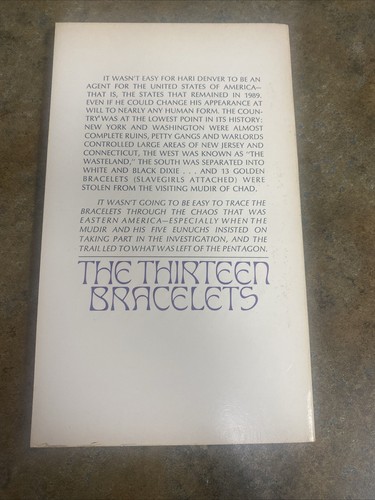 IT WASN'T EASY FOR HARI DENVER TO BE AN
AGENT FOR THE UNITED STATES OF AMERICA—
THAT IS, THE STATES THAT REMAINED IN 1989.
EVEN IF HE COULD CHANGE HIS APPEARANCE AT
WILL TO NEARLY ANY HUMAN FORM. THE COUN-
TRY WAS AT THE LOWEST POINT IN ITS HISTORY:
NEW YORK AND WASHINGTON WERE ALMOST
COMPLETE RUINS, PETTY GANGS AND WARLORDS
CONTROLLED LARGE AREAS OF NEW JERSEY AND
CONNECTICUT, THE WEST WAS KNOWN AS "THE
WASTELAND," THE SOUTH WAS SEPARATED INTO
WHITE AND BLACK DIXIE . . . AND 13 GOLDEN
BRACELETS (SLAVEGIRLS ATTACHED) WERE
STOLEN FROM THE VISITING MUDIR OF CHAD.
IT WASN'T GOING TO BE EASY TO TRACE THE
BRACELETS THROUGH THE CHAOS THAT WAS
EASTERN AMERICA—ESPECIALLY WHEN THE
MUDIR AND HIS FIVE EUNUCHS INSISTED ON
TAKING PART IN THE INVESTIGATION, AND THE
TRAIL LED TO WHAT WAS LEFT OF THE PENTAGON.
THE THIRTEEN
BRACELETS